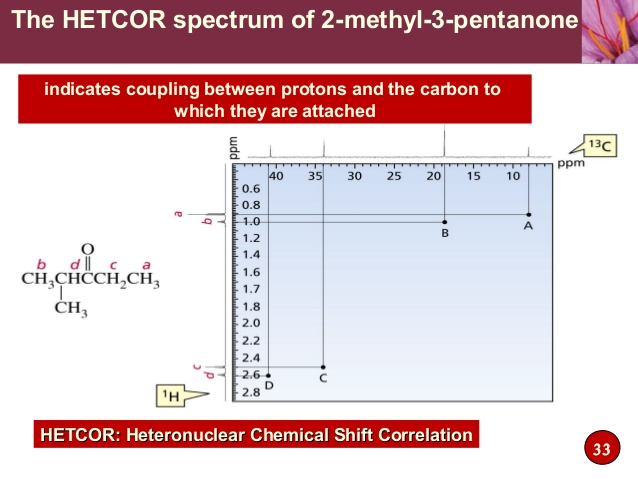 The HETCOR spectrum of 2-methyl-3-pentanone
indicates coupling between protons and the carbon to
which they are attached
ppm
¹³C
ppm
40 35 30 25 20 15 10
0.6
0.8
1.0
1.2
1.4
1.6
1.7
1.8
2.0
2.2
2.4
2.6
2.8
a
b
c
d
A
B
C
D
O
b d c a
CH₃CHCCH₂CH₃
CH₃
¹H
HETCOR: Heteronuclear Chemical Shift Correlation
33